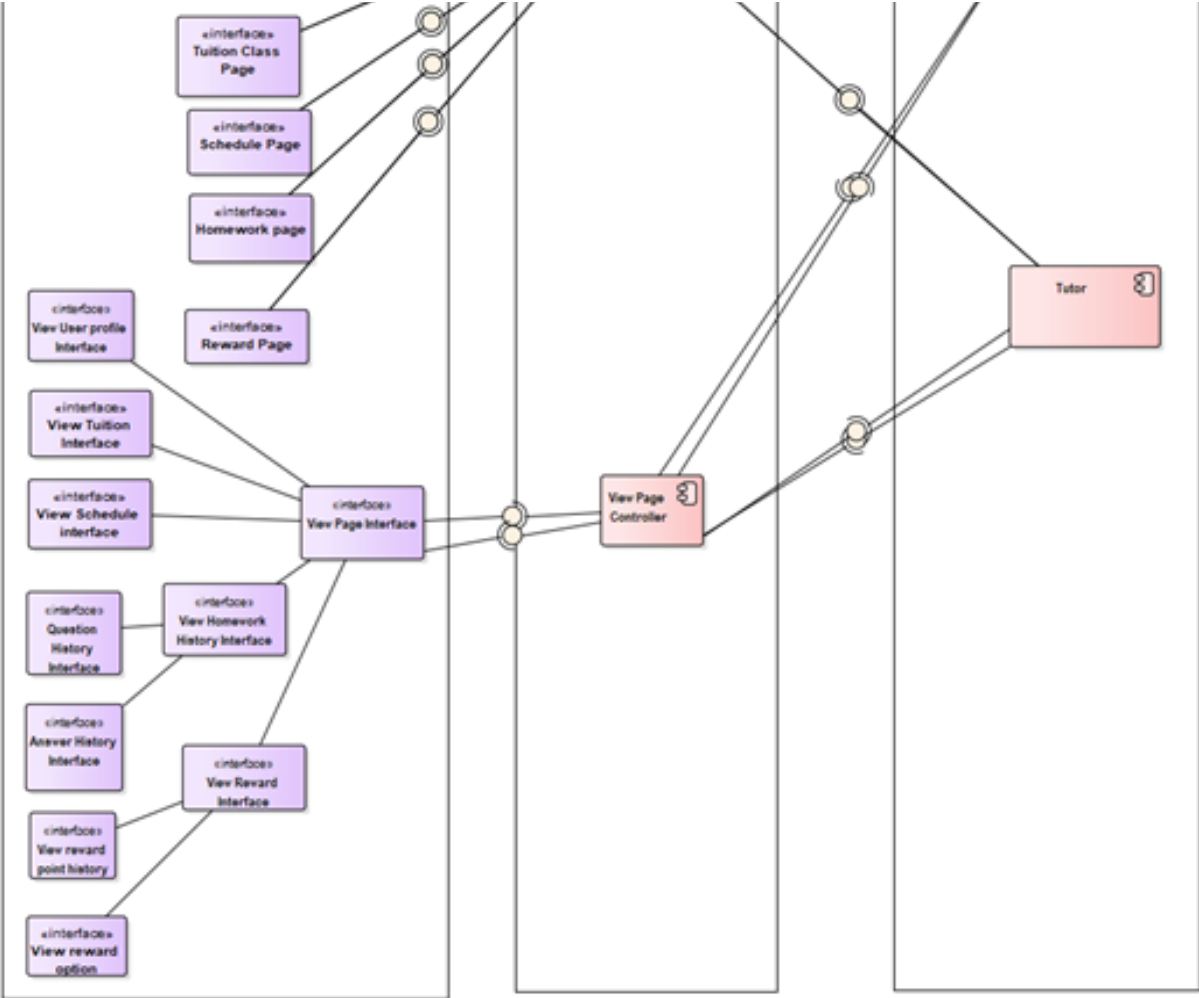 «interface»
Tuition Class
Page
«interface»
Schedule Page
«interface»
Homework page
«interface»
Reward Page
«interface»
View User profile
Interface
«interface»
View Tuition
Interface
«interface»
View Schedule
interface
«interface»
View Page Interface
View Page
Controller
Tutor
«interface»
Question
History
Interface
«interface»
View Homework
History Interface
«interface»
Answer History
Interface
«interface»
View Reward
Interface
«interface»
View reward
point history
«interface»
View reward
option